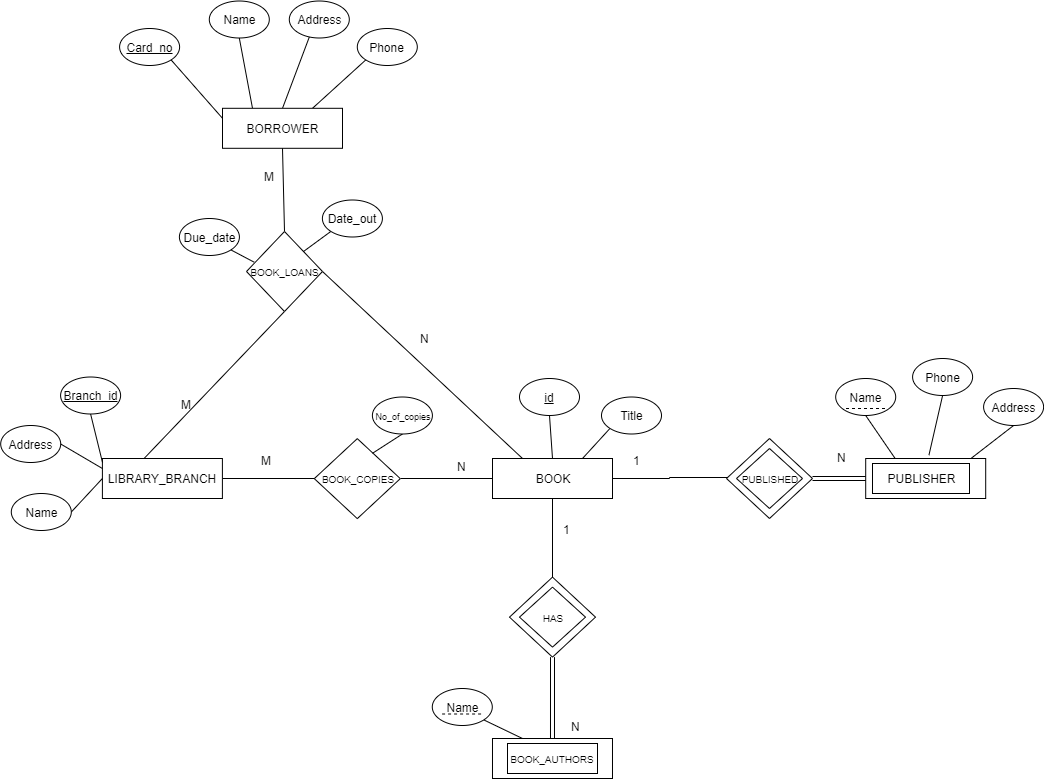 Name
Address
Card_no
Phone
BORROWER
M
Date_out
Due_date
BOOK_LOANS
N
Phone
Branch_id
id
Name
Address
M
No_of_copies
Title
Address
M
N
1
N
LIBRARY_BRANCH
BOOK_COPIES
BOOK
PUBLISHED
PUBLISHER
Name
1
HAS
Name
N
BOOK_AUTHORS